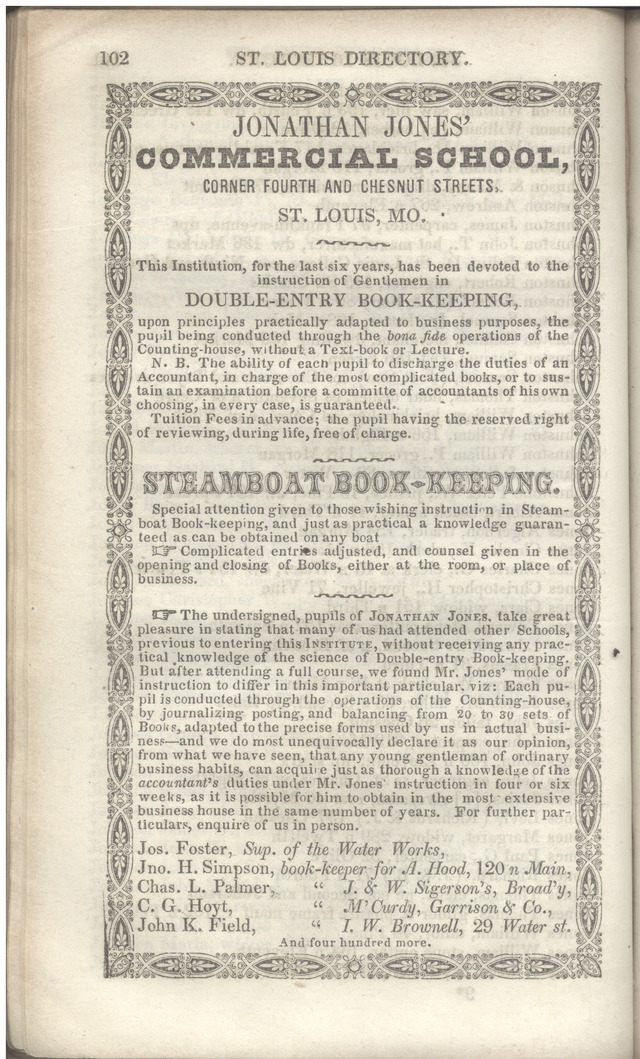 102 ST. LOUIS DIRECTORY.
JONATHAN JONES'
COMMERCIAL SCHOOL,
CORNER FOURTH AND CHESNUT STREETS,
ST. LOUIS, MO.
This Institution, for the last six years, has been devoted to the
instruction of Gentlemen in
DOUBLE-ENTRY BOOK-KEEPING,
upon principles practically adapted to business purposes, the
pupil being conducted through the bona fide operations of the
Counting-house, without a Text-book or Lecture.
N. B. The ability of each pupil to discharge the duties of an
Accountant, in charge of the most complicated books, or to sus-
tain an examination before a committe of accountants of his own
choosing, in every case, is guaranteed.
Tuition Fees in advance; the pupil having the reserved right
of reviewing, during life, free of charge.
STEAMBOAT BOOK-KEEPING.
Special attention given to those wishing instruction in Steam-
boat Book-keeping, and just as practical a knowledge guaran-
teed as can be obtained on any boat
☞ Complicated entries adjusted, and counsel given in the
opening and closing of Books, either at the room, or place of
business.
☞ The undersigned, pupils of JONATHAN JONES, take great
pleasure in stating that many of us had attended other Schools,
previous to entering this INSTITUTE, without receiving any prac-
tical knowledge of the science of Double-entry Book-keeping.
But after attending a full course, we found Mr. Jones' mode of
instruction to differ in this important particular, viz: Each pu-
pil is conducted through the operations of the Counting-house,
by journalizing posting, and balancing from 20 to 30 sets of
Books, adapted to the precise forms used by us in actual busi-
ness—and we do most unequivocally declare it as our opinion,
from what we have seen, that any young gentleman of ordinary
business habits, can acquire just as thorough a knowledge of the
accountant's duties under Mr. Jones' instruction in four or six
weeks, as it is possible for him to obtain in the most extensive
business house in the same number of years. For further par-
ticulars, enquire of us in person.
Jos. Foster, Sup. of the Water Works,
Jno. H. Simpson, book-keeper for A. Hood, 120 n Main,
Chas. L. Palmer, " J. & W. Sigerson's, Broad'y,
C. G. Hoyt, " M'Curdy, Garrison & Co.,
John K. Field, " I. W. Brownell, 29 Water st.
And four hundred more.